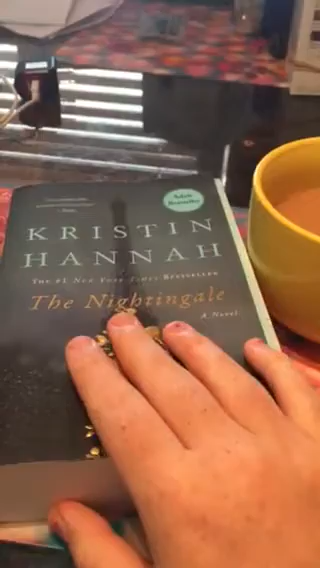 KRISTIN
HANNAH
THE #1 NEW YORK TIMES BESTSELLER
The Nightingale
A Novel